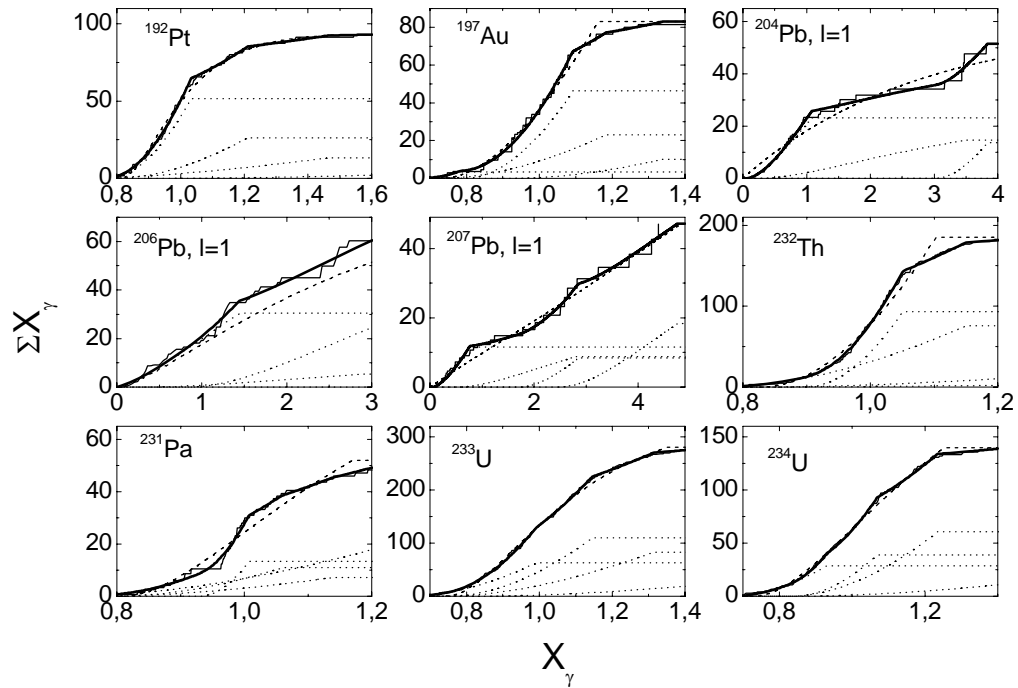 ¹⁹²Pt
100
50
0
0,8 1,0 1,2 1,4 1,6
¹⁹⁷Au
80
60
40
20
0
0,8 1,0 1,2 1,4
²⁰⁴Pb, l=1
60
40
20
0
0 1 2 3 4
²⁰⁶Pb, l=1
60
40
20
0
0 1 2 3
²⁰⁷Pb, l=1
40
20
0
0 2 4
²³²Th
200
100
0
0,8 1,0 1,2
²³¹Pa
60
40
20
0
0,8 1,0 1,2
²³³U
300
200
100
0
0,8 1,0 1,2 1,4
²³⁴U
150
100
50
0
0,8 1,2
ΣX_γ
X_γ